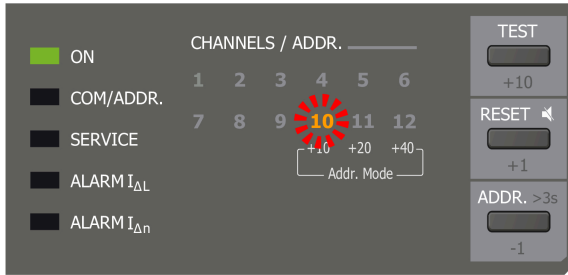 CHANNELS / ADDR.
ON
COM/ADDR.
SERVICE
ALARM IΔL
ALARM IΔn
1 2 3 4 5 6
7 8 9 10 11 12
+10 +20 +40
Addr. Mode
TEST
+10
RESET
+1
ADDR. >3s
-1